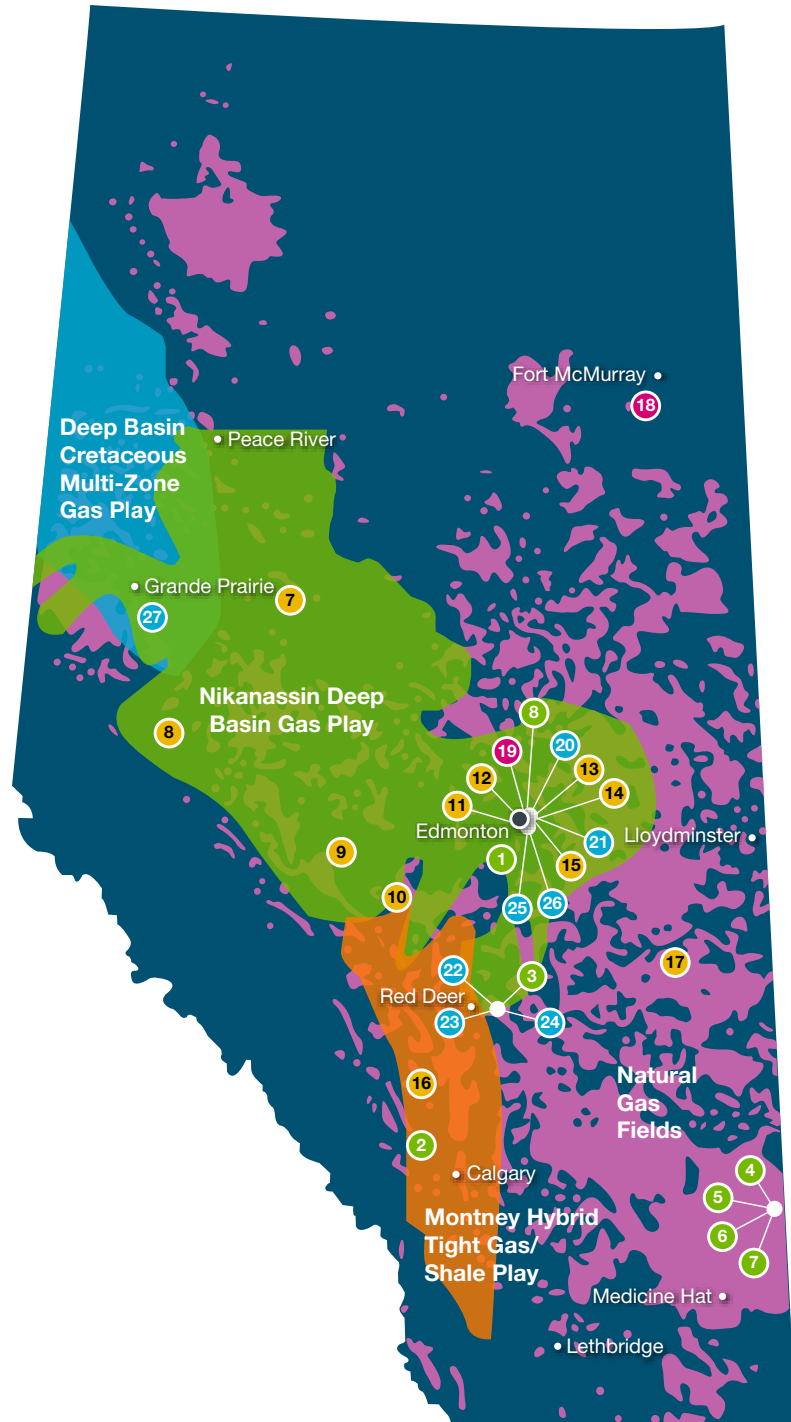 Fort McMurray
18
Deep Basin
Cretaceous
Multi-Zone
Gas Play
Peace River
Grande Prairie
7
27
Nikanassin Deep
Basin Gas Play
8
8
19
20
12
13
14
11
Edmonton
Lloydminster
21
1
15
9
10
25
26
17
22
3
Red Deer
23
24
16
Natural
Gas
Fields
2
Calgary
4
5
Montney Hybrid
Tight Gas/
Shale Play
6
7
Medicine Hat
Lethbridge